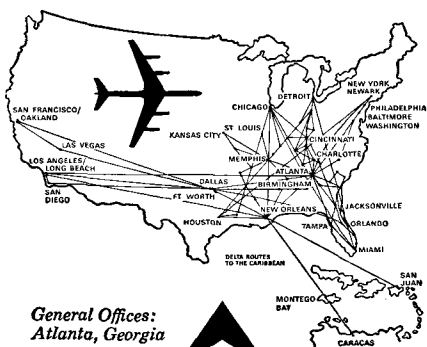 NEW YORK
NEWARK
DETROIT
CHICAGO
PHILADELPHIA
BALTIMORE
WASHINGTON
SAN FRANCISCO/
OAKLAND
ST LOUIS
KANSAS CITY
CINCINNATI
LAS VEGAS
CHARLOTTE
MEMPHIS
LOS ANGELES/
LONG BEACH
ATLANTA
DALLAS
BIRMINGHAM
SAN
DIEGO
FT WORTH
NEW ORLEANS
JACKSONVILLE
HOUSTON
TAMPA
ORLANDO
MIAMI
DELTA ROUTES
TO THE CARIBBEAN
SAN
JUAN
MONTEGO
BAY
General Offices:
Atlanta, Georgia
CARACAS